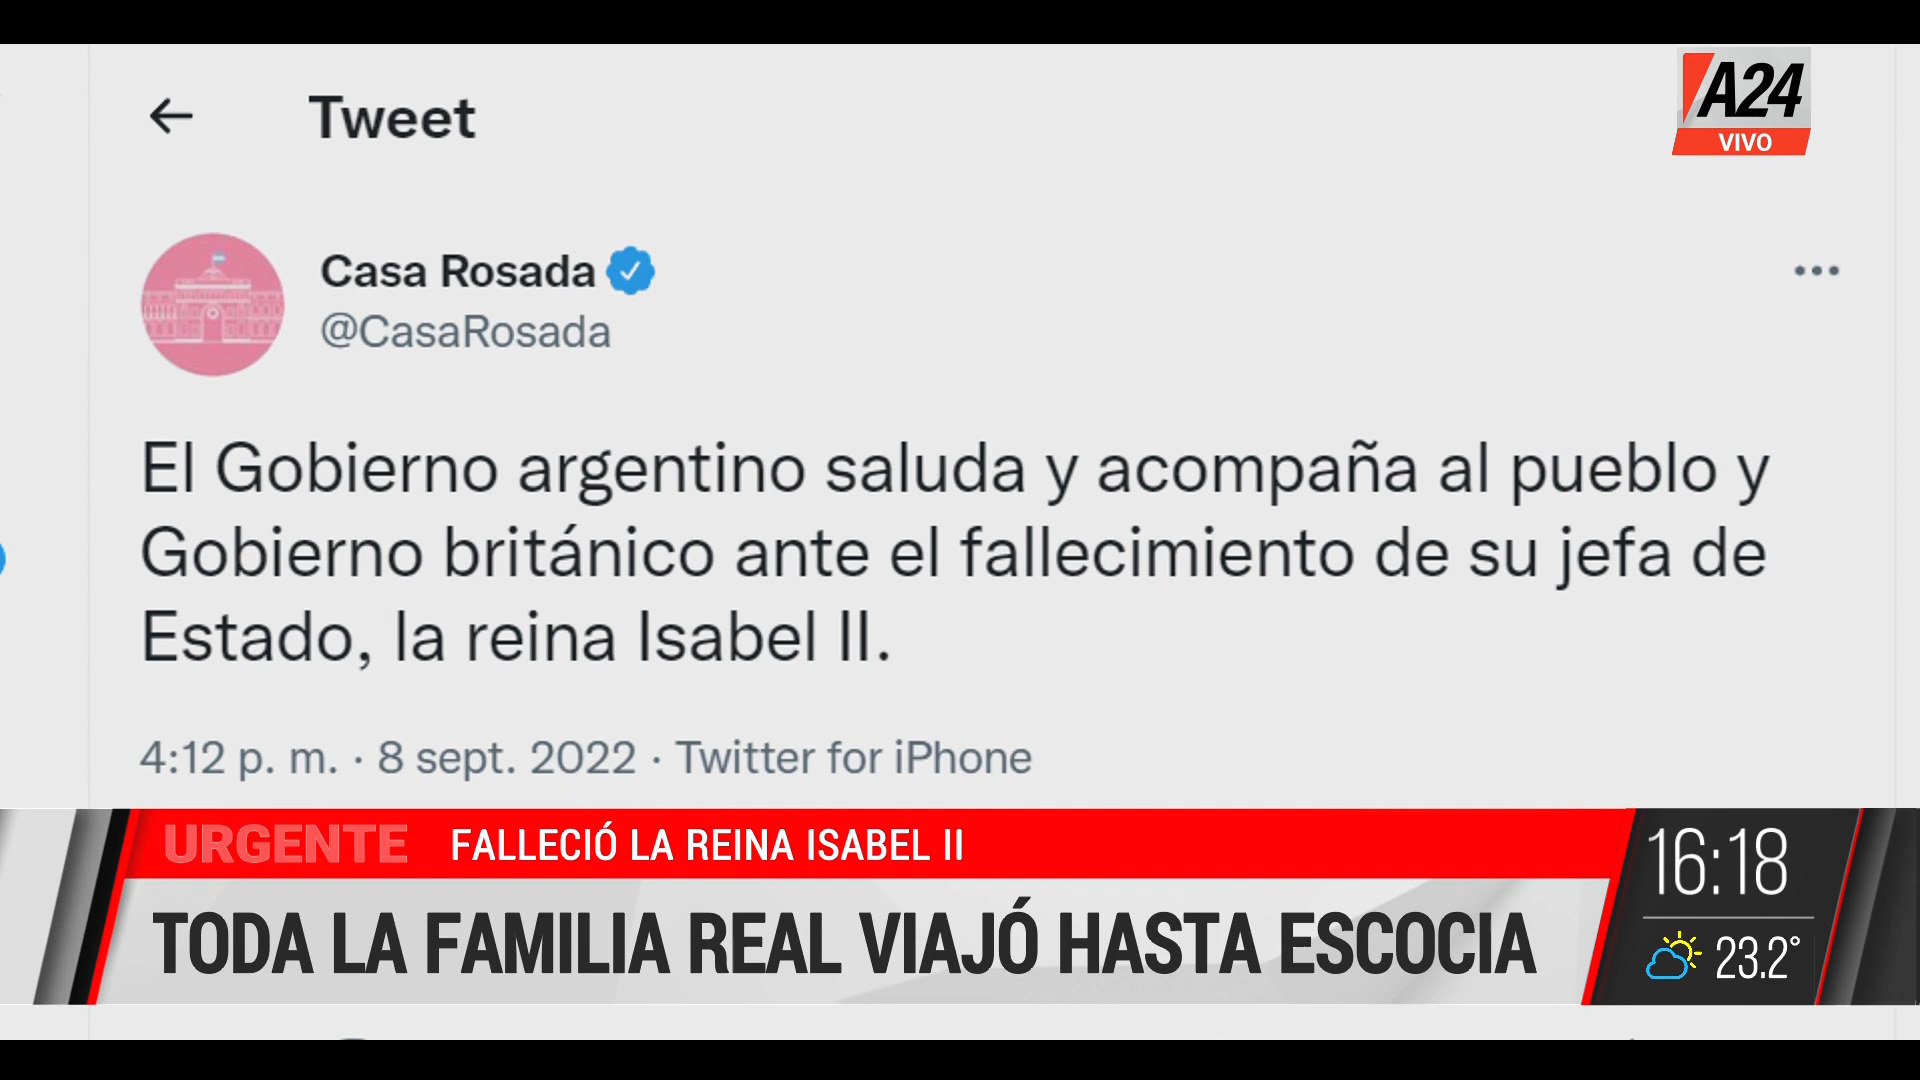 Tweet
A24
VIVO
Casa Rosada
@CasaRosada
El Gobierno argentino saluda y acompaña al pueblo y
Gobierno británico ante el fallecimiento de su jefa de
Estado, la reina Isabel II.
4:12 p. m. · 8 sept. 2022 · Twitter for iPhone
URGENTE FALLECIÓ LA REINA ISABEL II
TODA LA FAMILIA REAL VIAJÓ HASTA ESCOCIA
16:18
23.2°